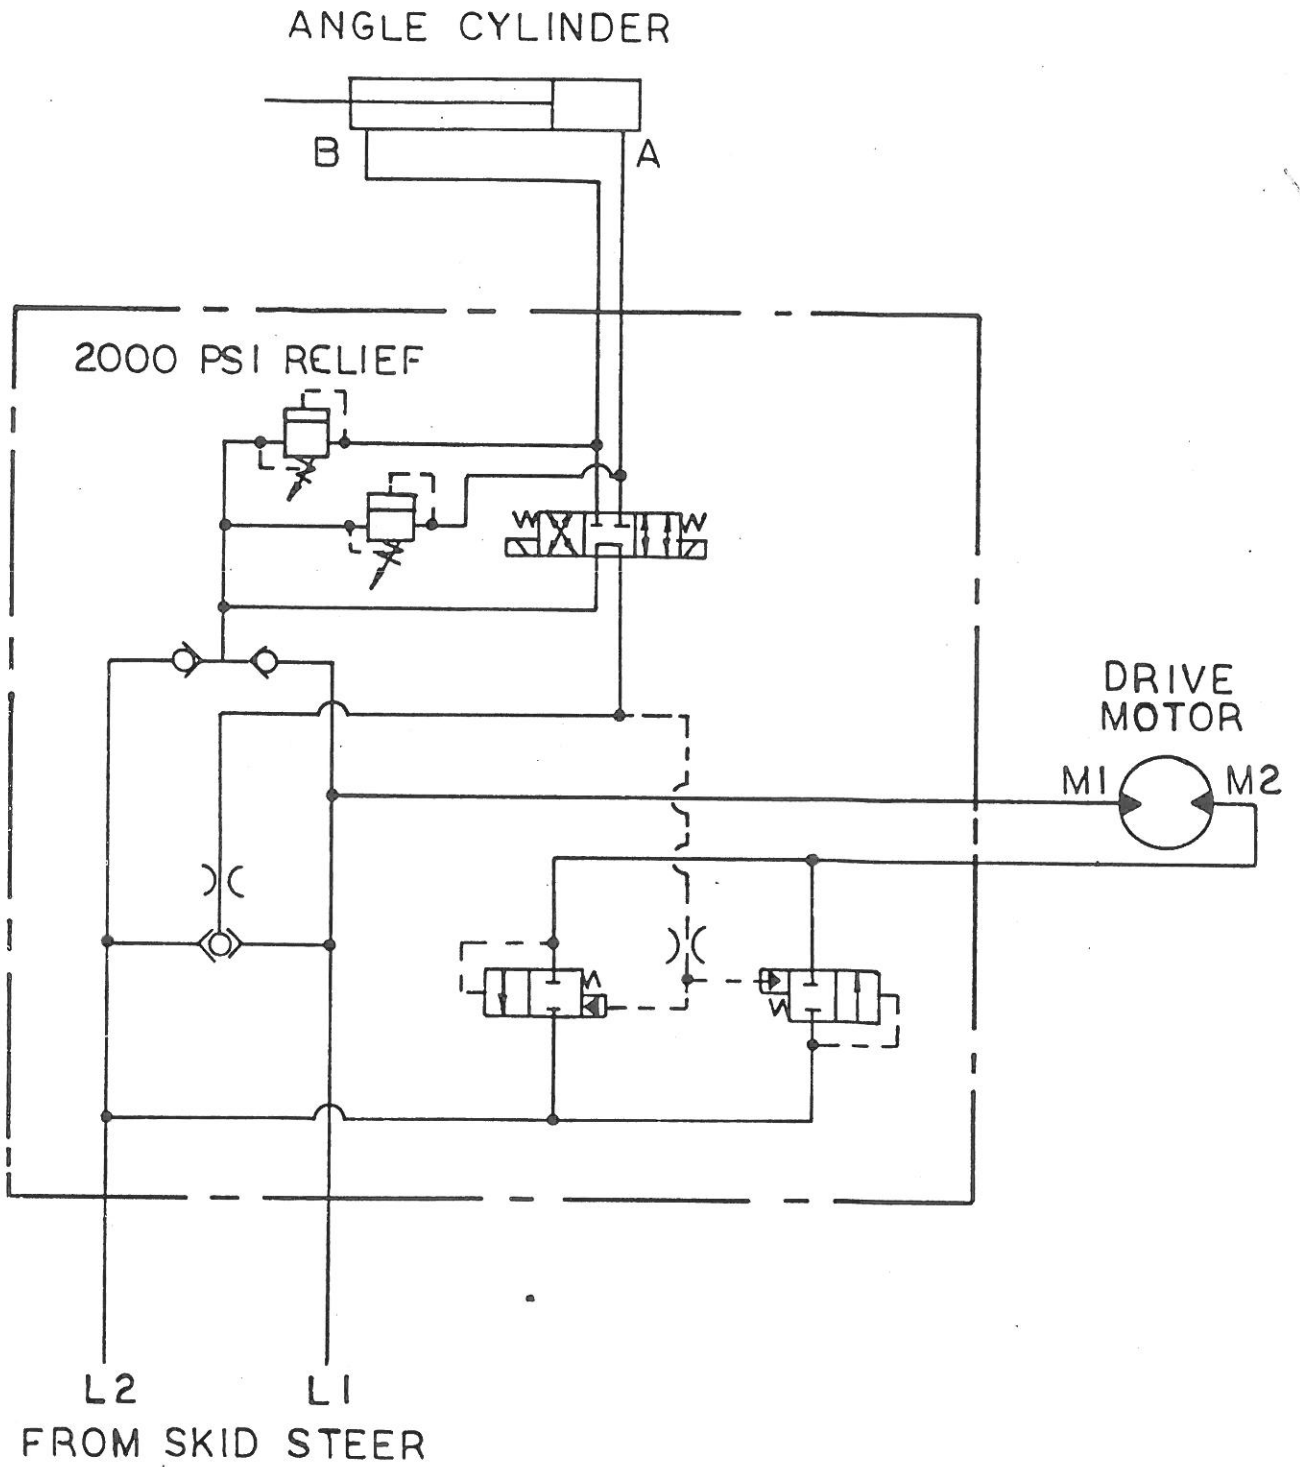 ANGLE CYLINDER
B
A
2000 PSI RELIEF
DRIVE
MOTOR
M1
M2
L2
L1
FROM SKID STEER